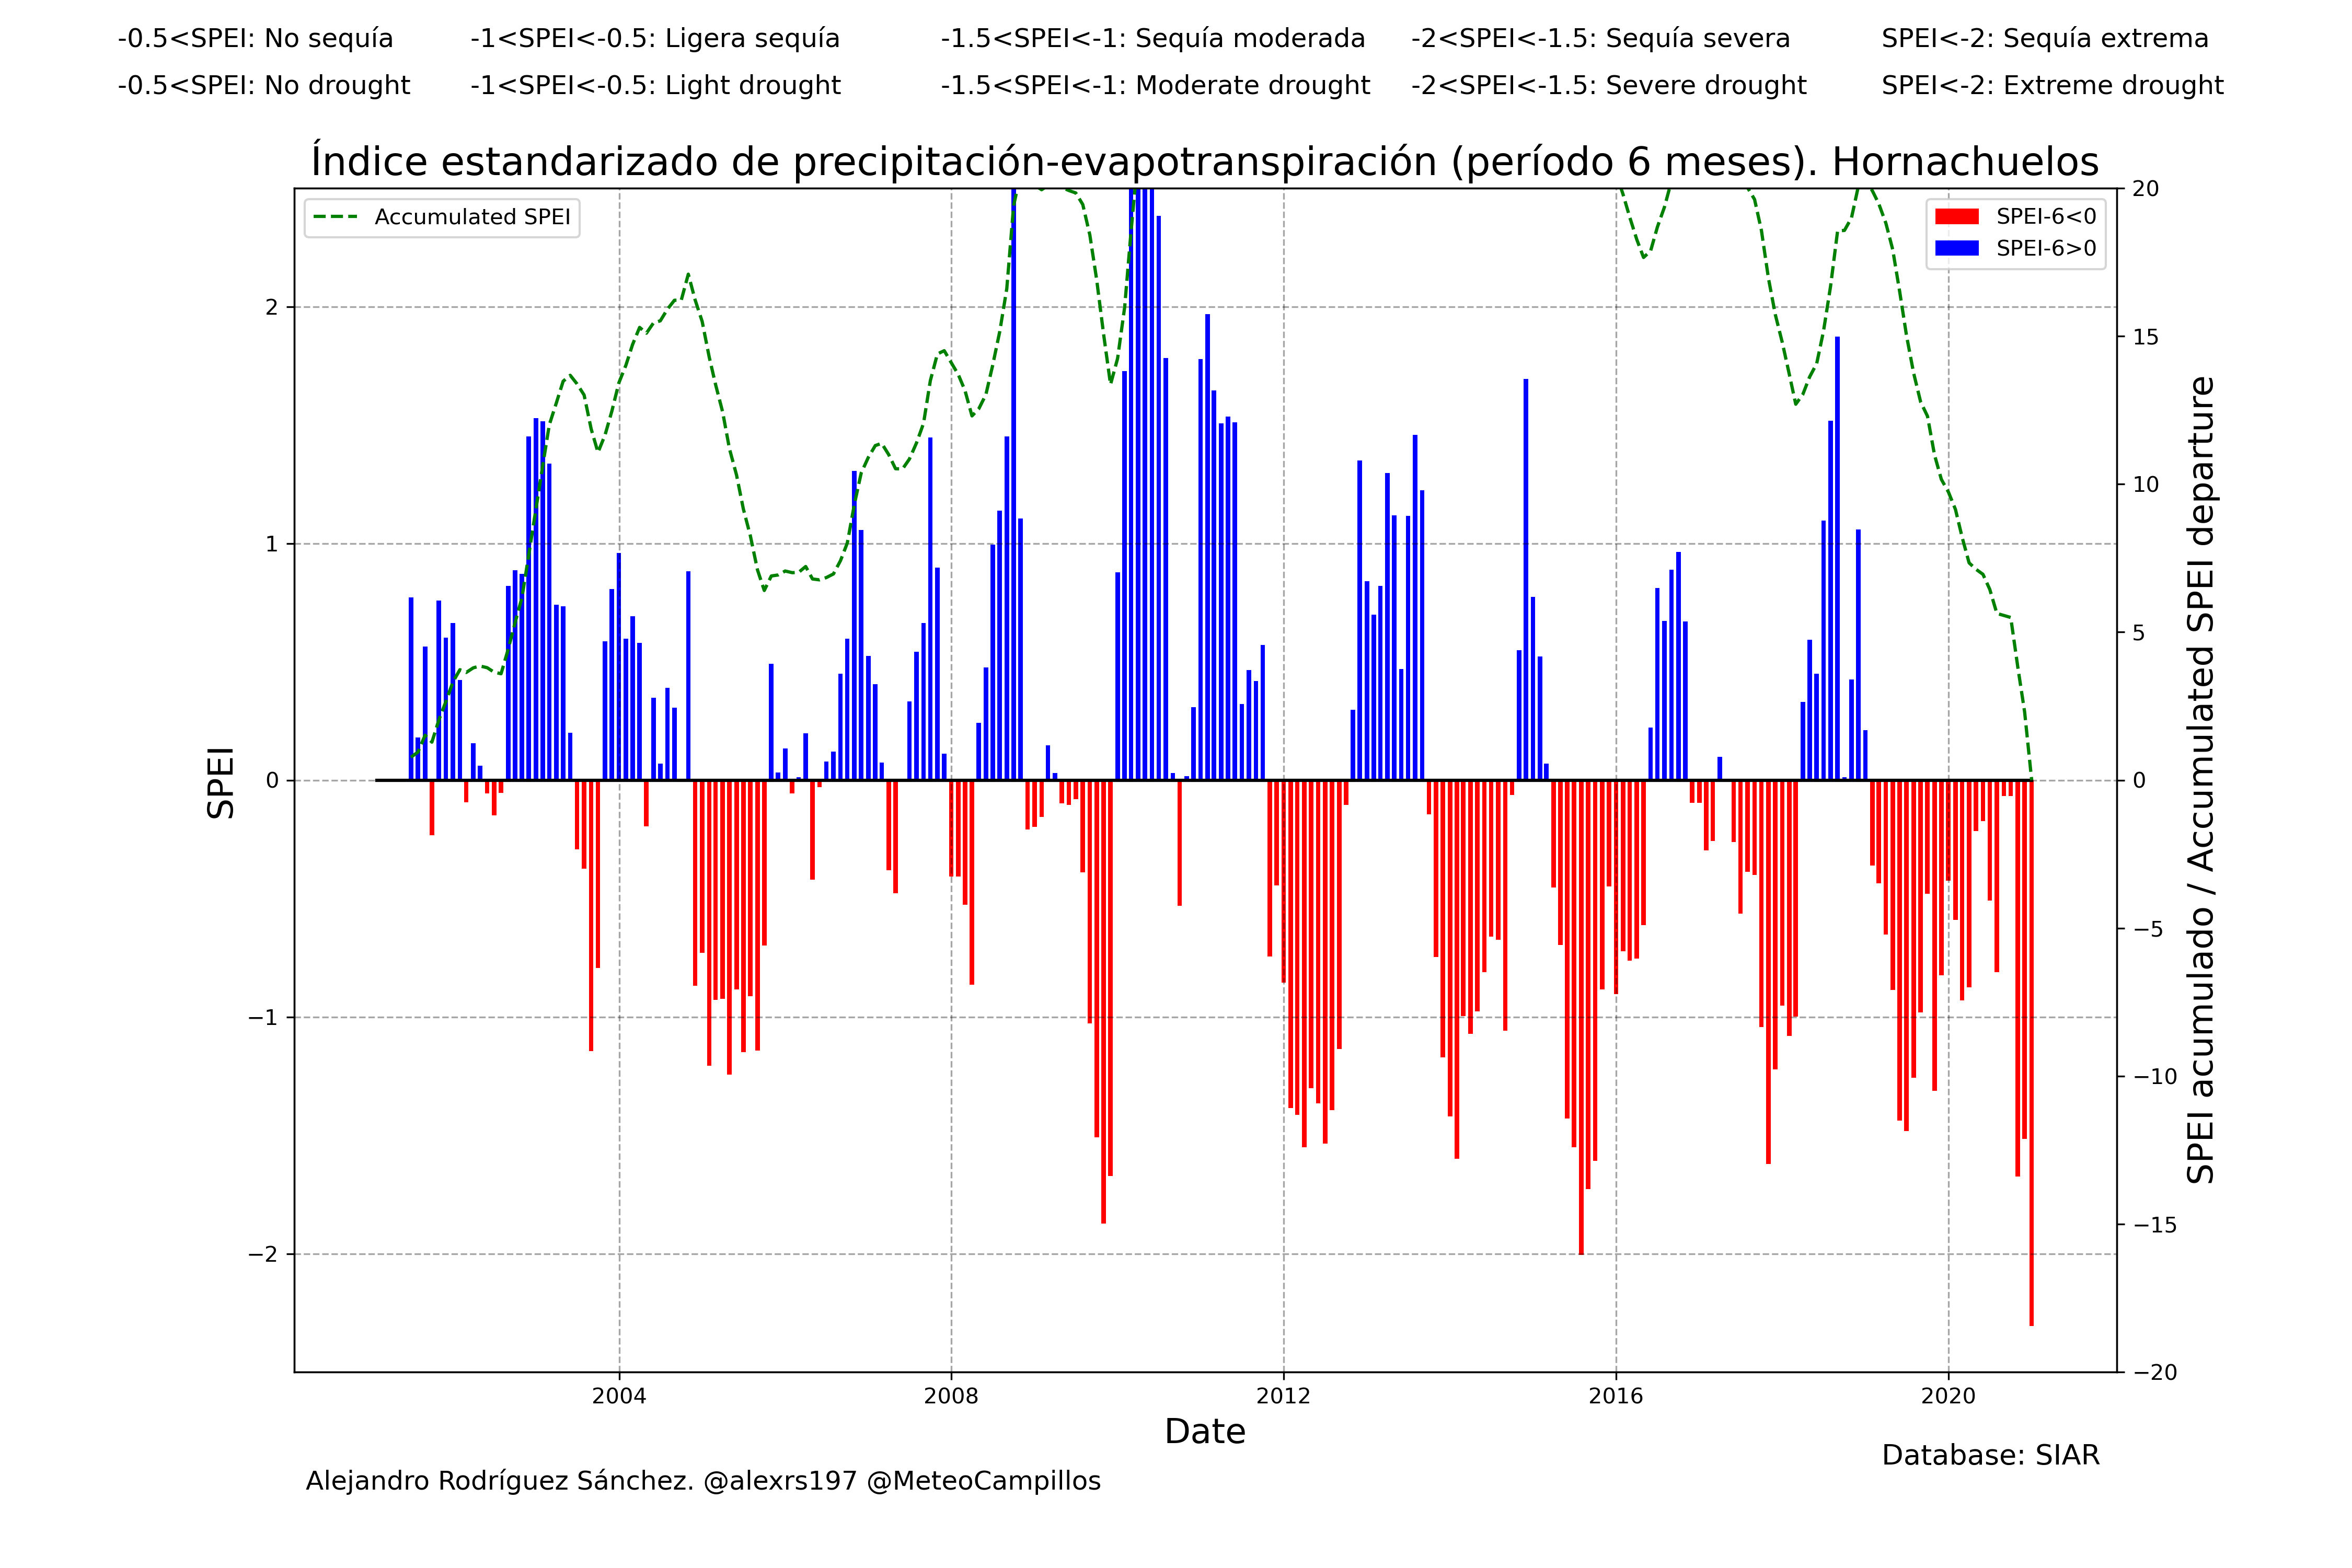 -0.5<SPEI: No sequía -1<SPEI<-0.5: Ligera sequía -1.5<SPEI<-1: Sequía moderada -2<SPEI<-1.5: Sequía severa SPEI<-2: Sequía extrema
-0.5<SPEI: No drought -1<SPEI<-0.5: Light drought -1.5<SPEI<-1: Moderate drought -2<SPEI<-1.5: Severe drought SPEI<-2: Extreme drought
Índice estandarizado de precipitación-evapotranspiración (período 6 meses). Hornachuelos
Accumulated SPEI
SPEI-6<0
SPEI-6>0
SPEI
2
1
0
−1
−2
20
15
10
5
0
−5
−10
−15
−20
SPEI acumulado / Accumulated SPEI departure
2004 2008 2012 2016 2020
Date
Database: SIAR
Alejandro Rodríguez Sánchez. @alexrs197 @MeteoCampillos